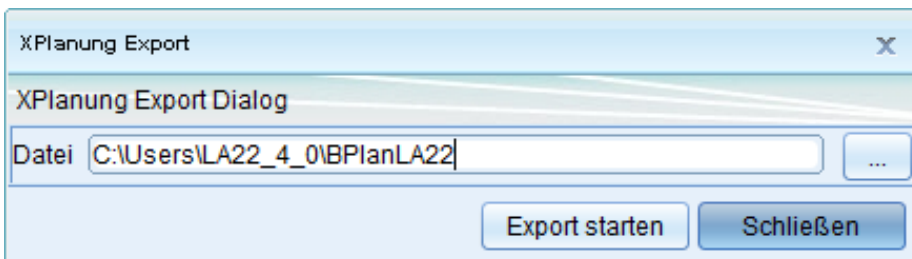 XPlanung Export x
XPlanung Export Dialog
Datei C:\Users\LA22_4_0\BPlanLA22 ...
Export starten Schließen